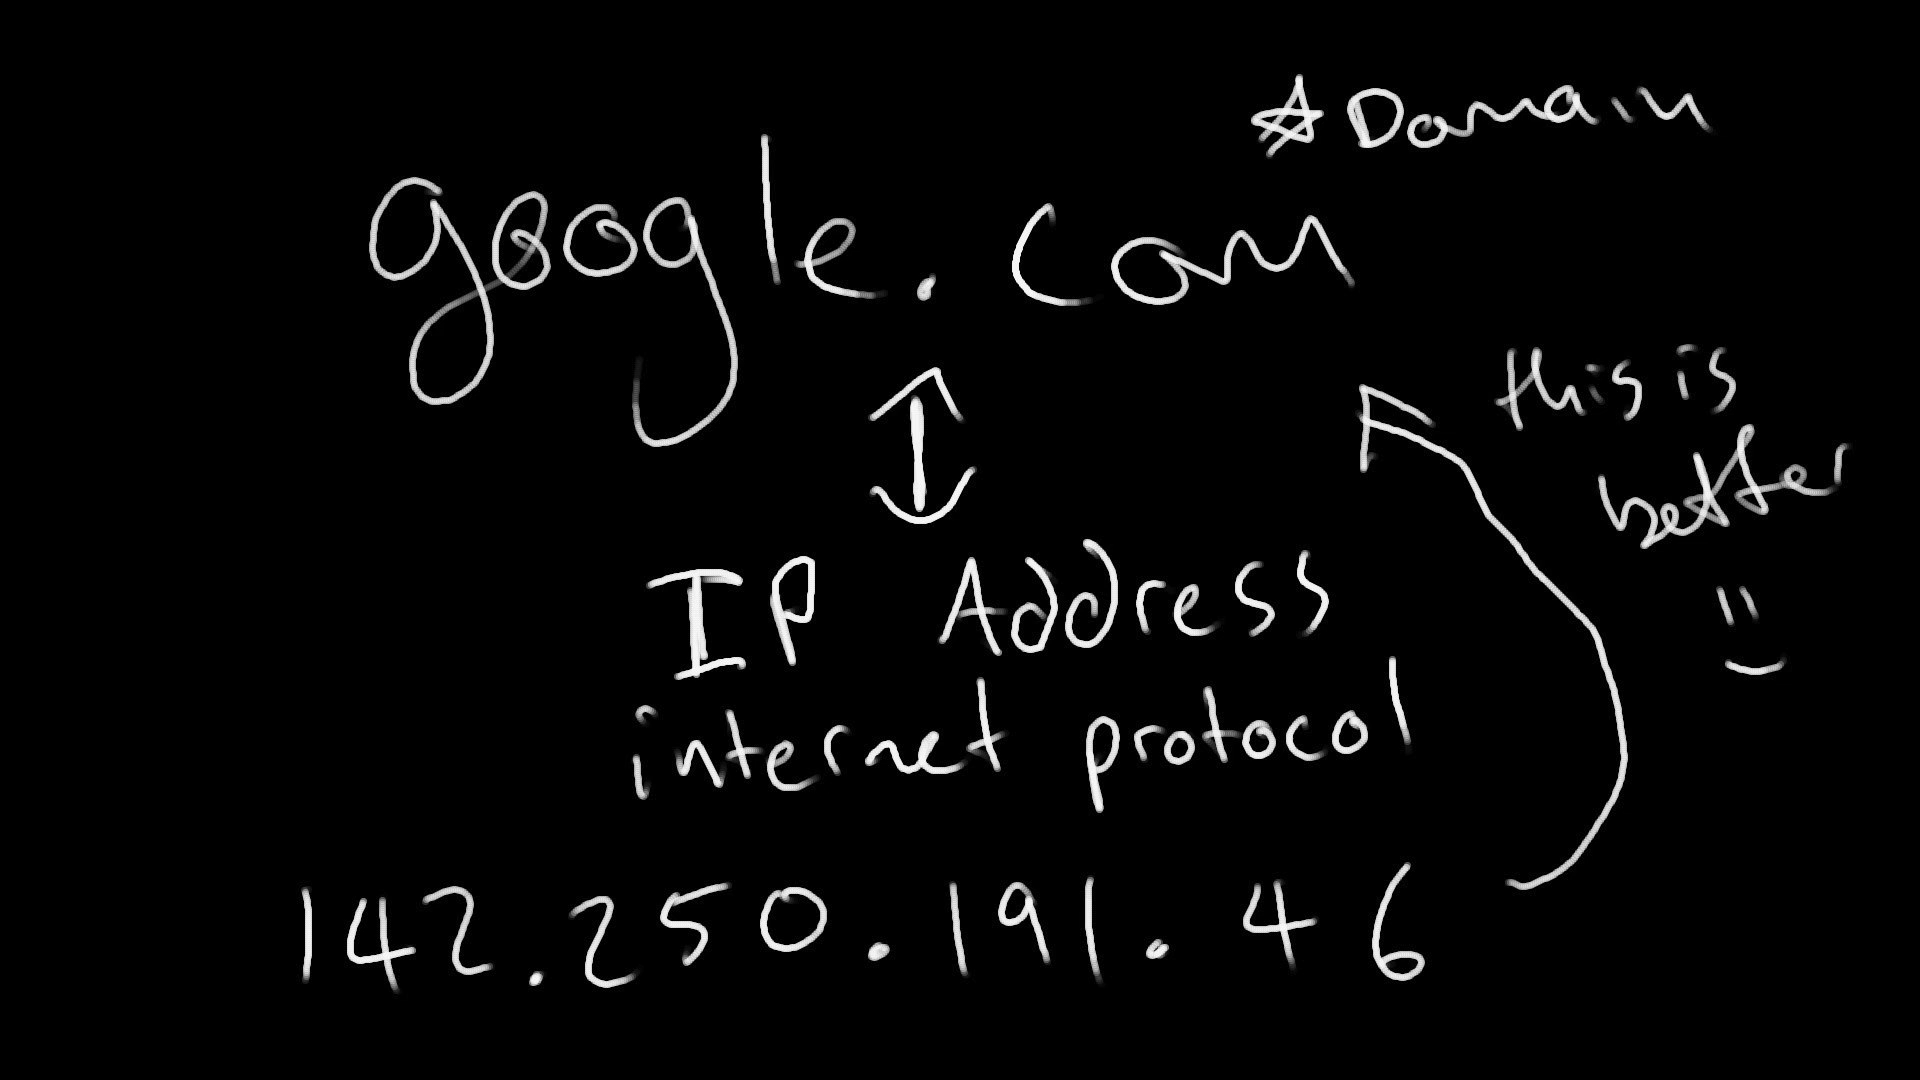 ☆Domain
google.com
this is
better
IP Address
internet protocol
142.250.191.46